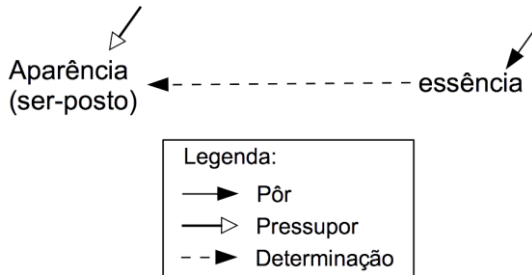 Aparência
(ser-posto)
essência
Legenda:
Pôr
Pressupor
Determinação